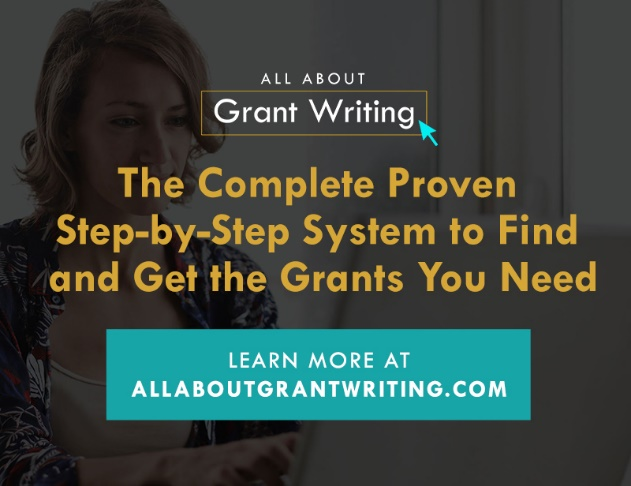 ALL ABOUT
Grant Writing
The Complete Proven
Step-by-Step System to Find
and Get the Grants You Need
LEARN MORE AT
ALLABOUTGRANTWRITING.COM